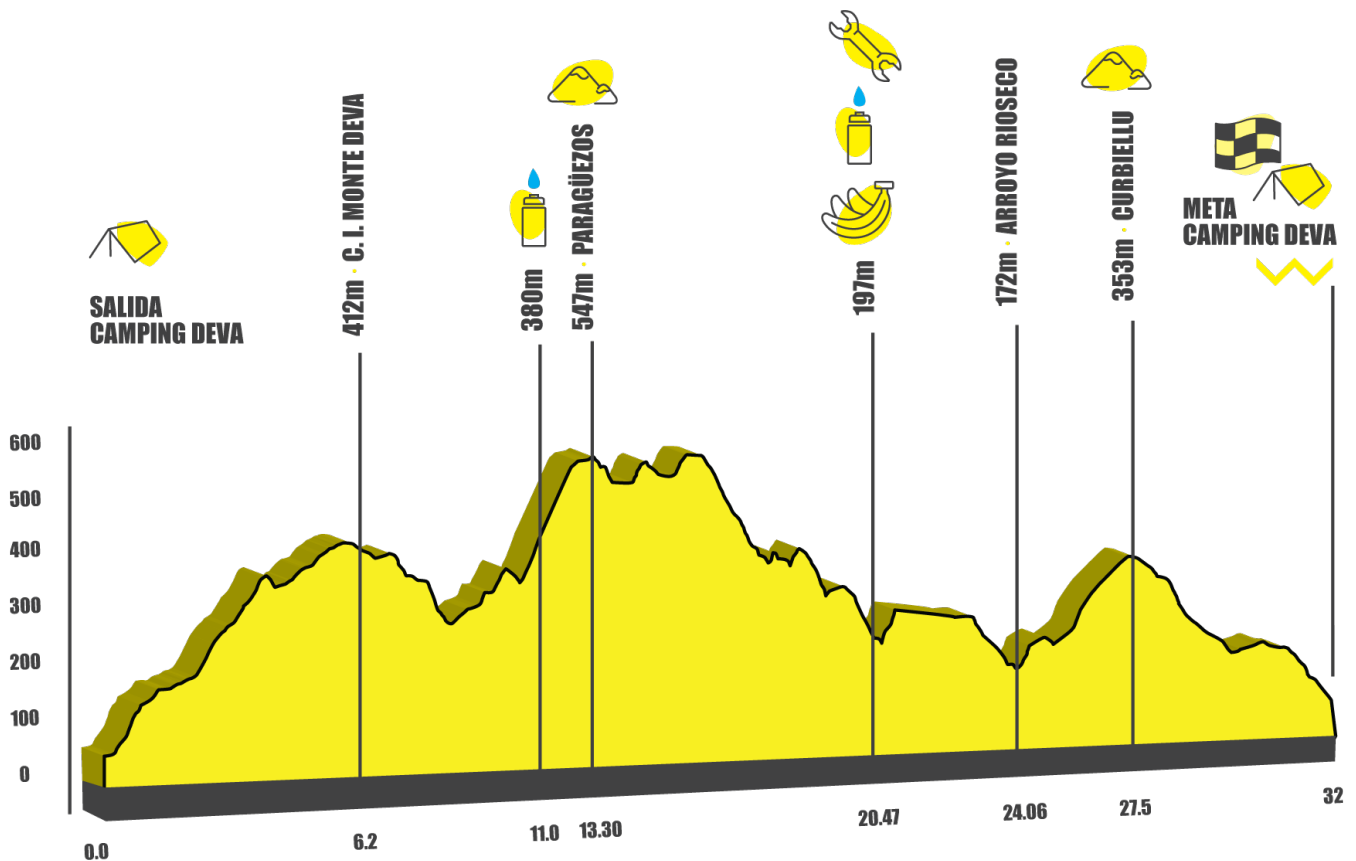 SALIDA
CAMPING DEVA
412m · C. I. MONTE DEVA
380m
547m · PARAGÜEZOS
197m
172m · ARROYO RIOSECO
353m · CURBIELLU
META
CAMPING DEVA
600
500
400
300
200
100
0
0.0
6.2
11.0
13.30
20.47
24.06
27.5
32